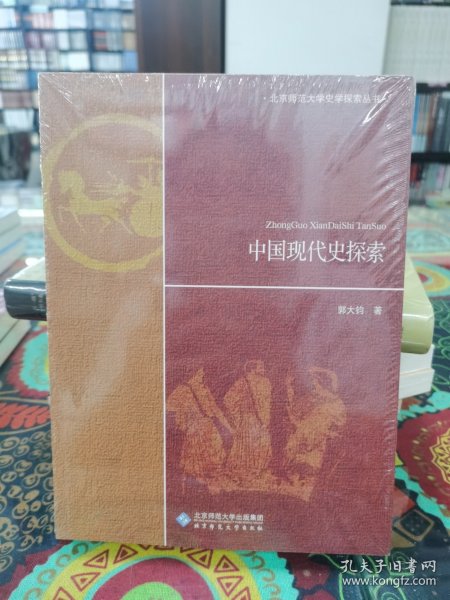 ·北京师范大学史学探索丛书·
ZhongGuo XianDaiShi TanSuo
中国现代史探索
郭大钧 著
北京师范大学出版集团
北京师范大学出版社
孔夫子旧书网
www.kongfz.com